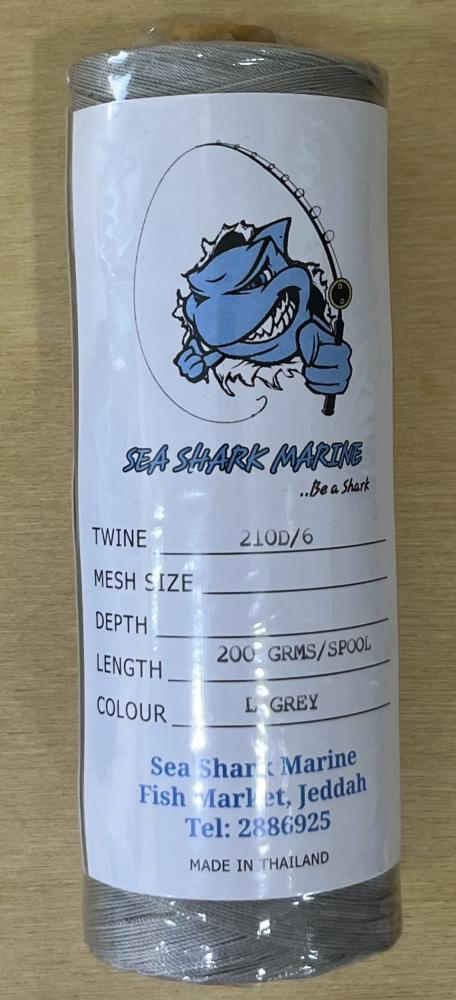 SEA SHARK MARINE
..Be a Shark
TWINE 210D/6
MESH SIZE
DEPTH
LENGTH 200 GRMS/SPOOL
COLOUR L GREY
Sea Shark Marine
Fish Market, Jeddah
Tel: 2886925
MADE IN THAILAND